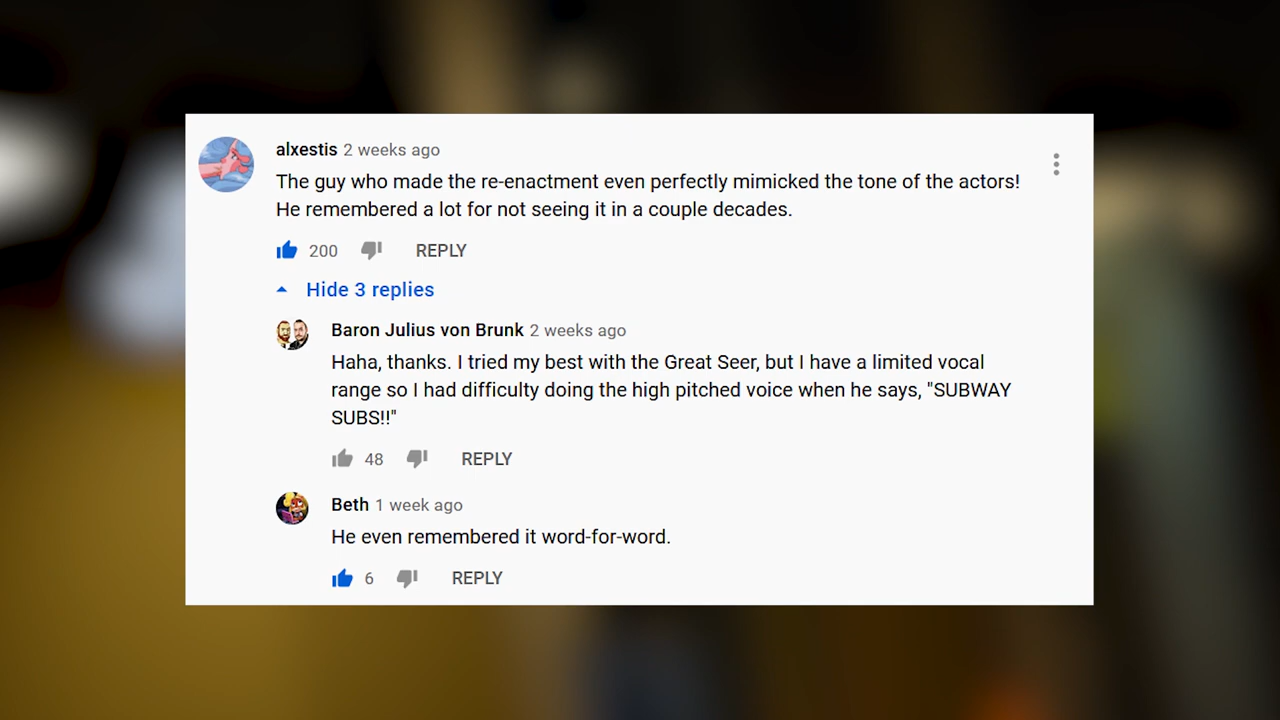 alxestis 2 weeks ago
The guy who made the re-enactment even perfectly mimicked the tone of the actors!
He remembered a lot for not seeing it in a couple decades.
200 REPLY
Hide 3 replies
Baron Julius von Brunk 2 weeks ago
Haha, thanks. I tried my best with the Great Seer, but I have a limited vocal
range so I had difficulty doing the high pitched voice when he says, "SUBWAY
SUBS!!"
48 REPLY
Beth 1 week ago
He even remembered it word-for-word.
6 REPLY